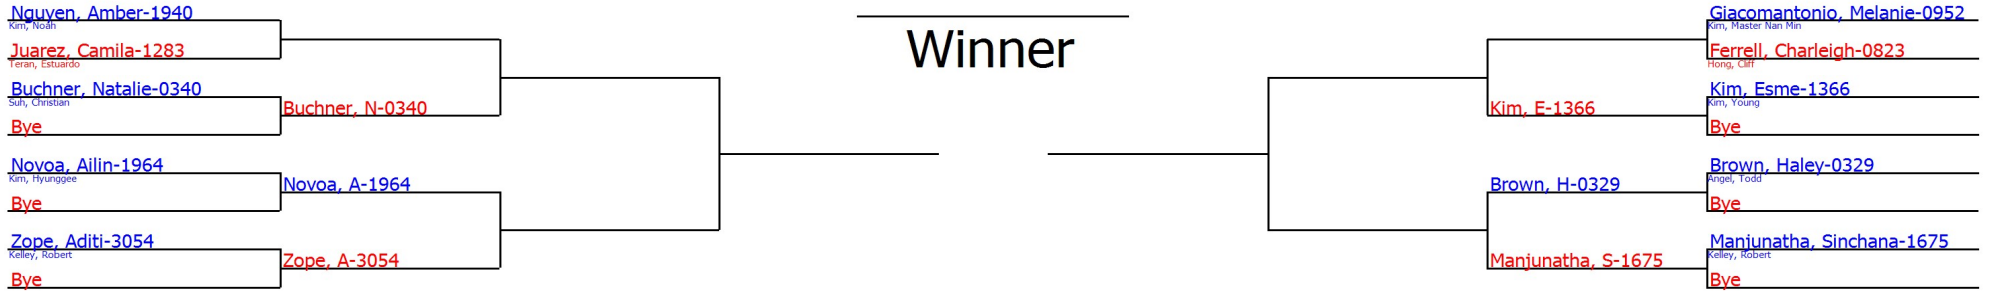 Nguyen, Amber-1940
Kim, Noah
Juarez, Camila-1283
Teran, Estuardo
Buchner, Natalie-0340
Suh, Christian
Bye
Buchner, N-0340
Novoa, Ailin-1964
Kim, Hyunggee
Bye
Novoa, A-1964
Zope, Aditi-3054
Kelley, Robert
Bye
Zope, A-3054
Winner
Giacomantonio, Melanie-0952
Kim, Master Nan Min
Ferrell, Charleigh-0823
Hong, Cliff
Kim, Esme-1366
Kim, Young
Bye
Kim, E-1366
Brown, Haley-0329
Angel, Todd
Bye
Brown, H-0329
Manjunatha, Sinchana-1675
Kelley, Robert
Bye
Manjunatha, S-1675